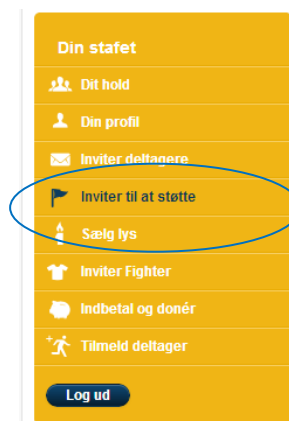 Din stafet
Dit hold
Din profil
Inviter deltagere
Inviter til at støtte
Sælg lys
Inviter Fighter
Indbetal og donér
Tilmeld deltager
Log ud